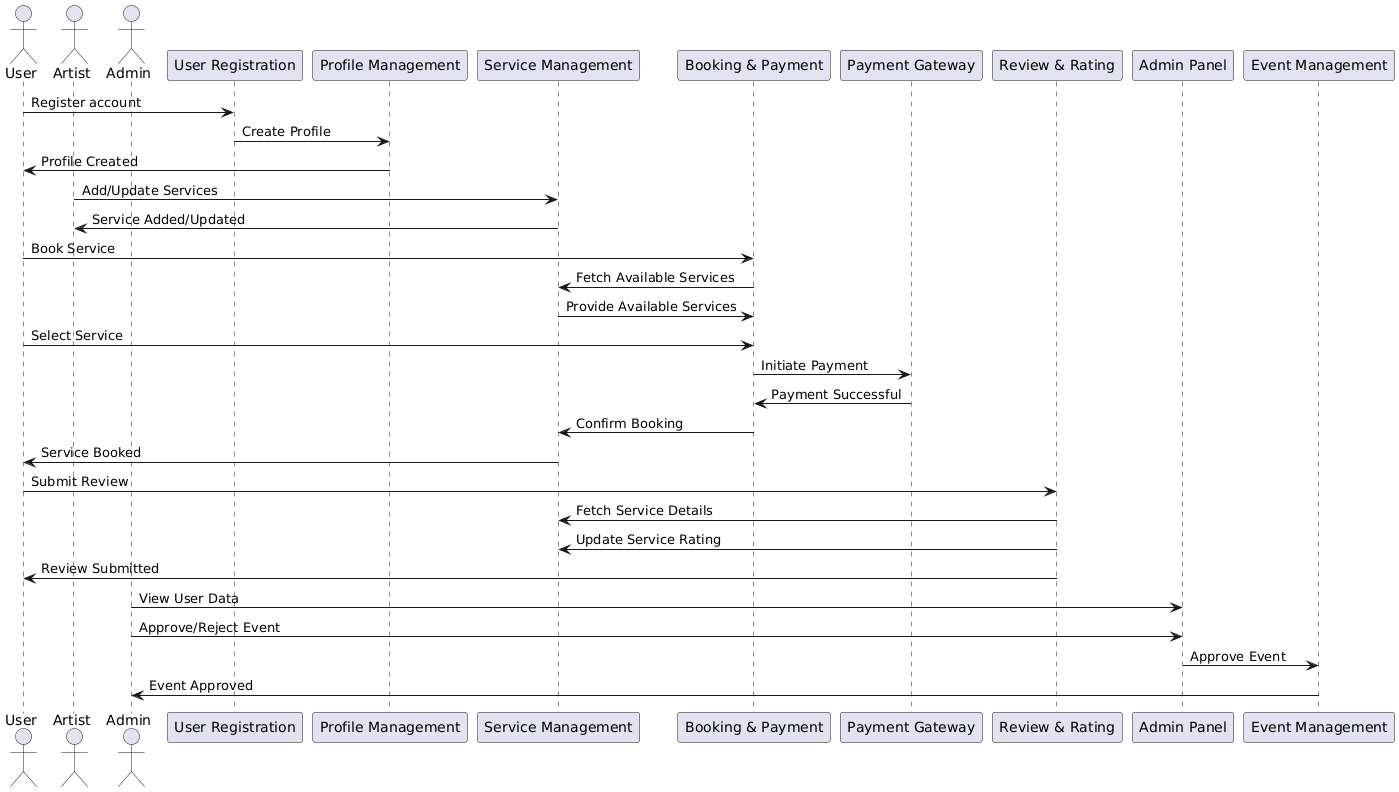 User Artist Admin User Registration Profile Management Service Management Booking & Payment Payment Gateway Review & Rating Admin Panel Event Management
Register account
Create Profile
Profile Created
Add/Update Services
Service Added/Updated
Book Service
Fetch Available Services
Provide Available Services
Select Service
Initiate Payment
Payment Successful
Confirm Booking
Service Booked
Submit Review
Fetch Service Details
Update Service Rating
Review Submitted
View User Data
Approve/Reject Event
Approve Event
Event Approved
User Artist Admin User Registration Profile Management Service Management Booking & Payment Payment Gateway Review & Rating Admin Panel Event Management